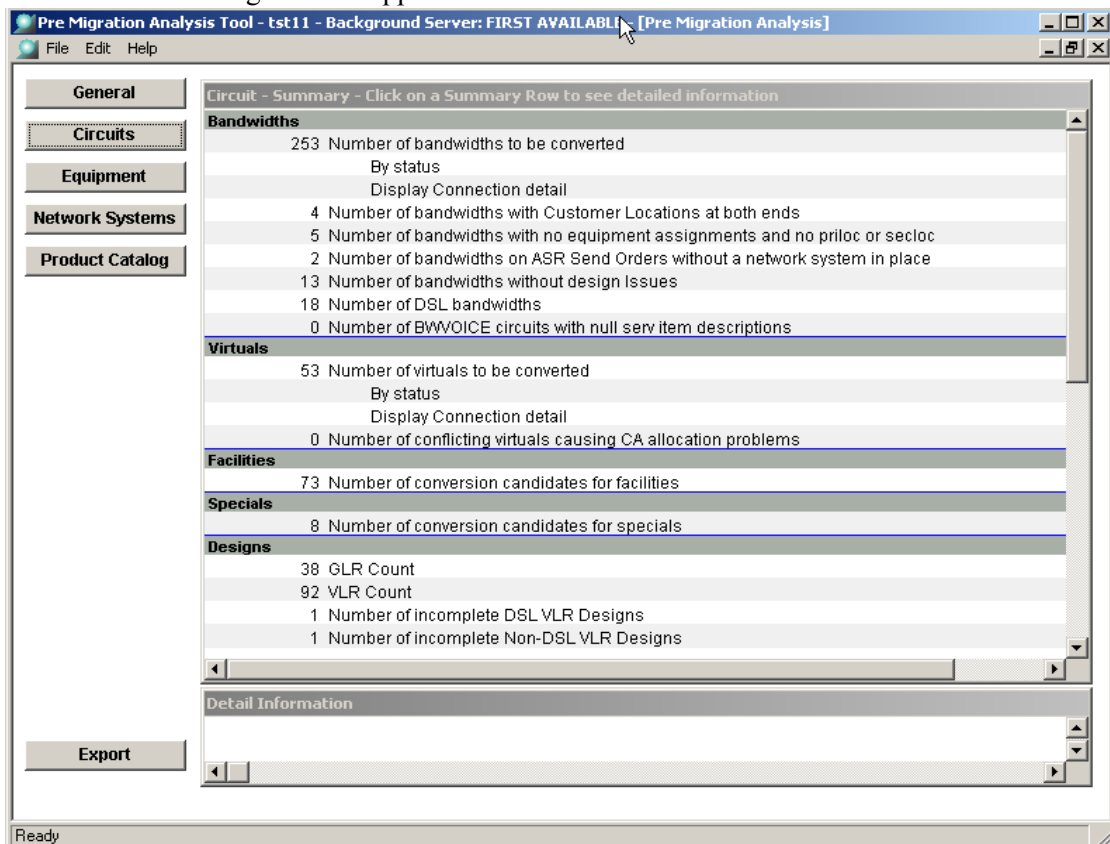 Pre Migration Analysis Tool - tst11 - Background Server: FIRST AVAILABLE - [Pre Migration Analysis]
File Edit Help
General
Circuits
Equipment
Network Systems
Product Catalog
Export
Circuit - Summary - Click on a Summary Row to see detailed information
Bandwidths
253 Number of bandwidths to be converted
By status
Display Connection detail
4 Number of bandwidths with Customer Locations at both ends
5 Number of bandwidths with no equipment assignments and no priloc or secloc
2 Number of bandwidths on ASR Send Orders without a network system in place
13 Number of bandwidths without design Issues
18 Number of DSL bandwidths
0 Number of BWVOICE circuits with null serv item descriptions
Virtuals
53 Number of virtuals to be converted
By status
Display Connection detail
0 Number of conflicting virtuals causing CA allocation problems
Facilities
73 Number of conversion candidates for facilities
Specials
8 Number of conversion candidates for specials
Designs
38 GLR Count
92 VLR Count
1 Number of incomplete DSL VLR Designs
1 Number of incomplete Non-DSL VLR Designs
Detail Information
Ready